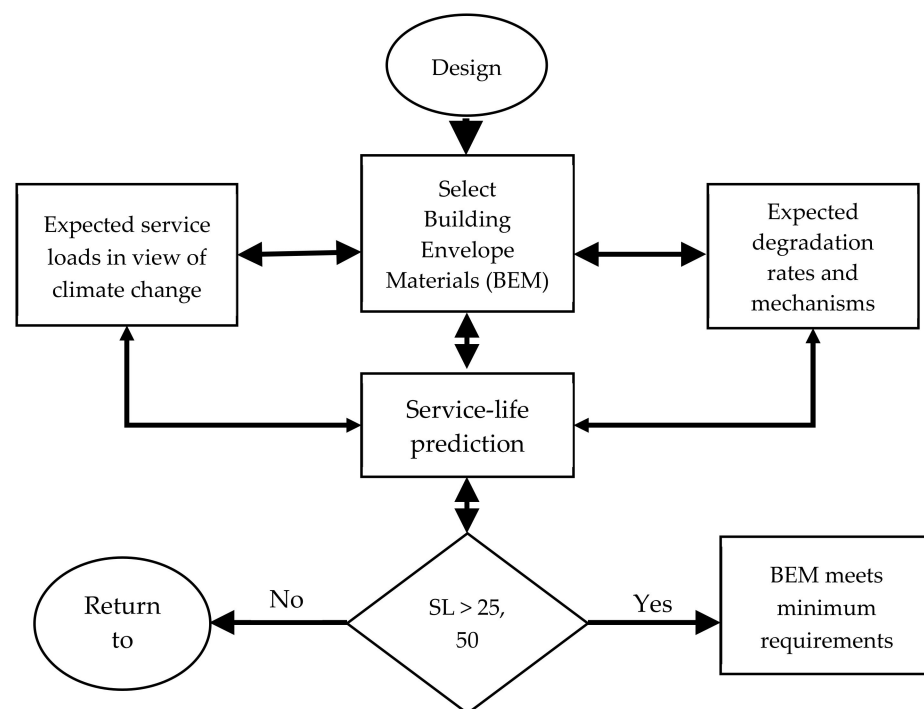 Design
Select
Building
Envelope
Materials (BEM)
Expected service
loads in view of
climate change
Expected
degradation
rates and
mechanisms
Service-life
prediction
SL > 25,
50
No
Yes
Return
to
BEM meets
minimum
requirements